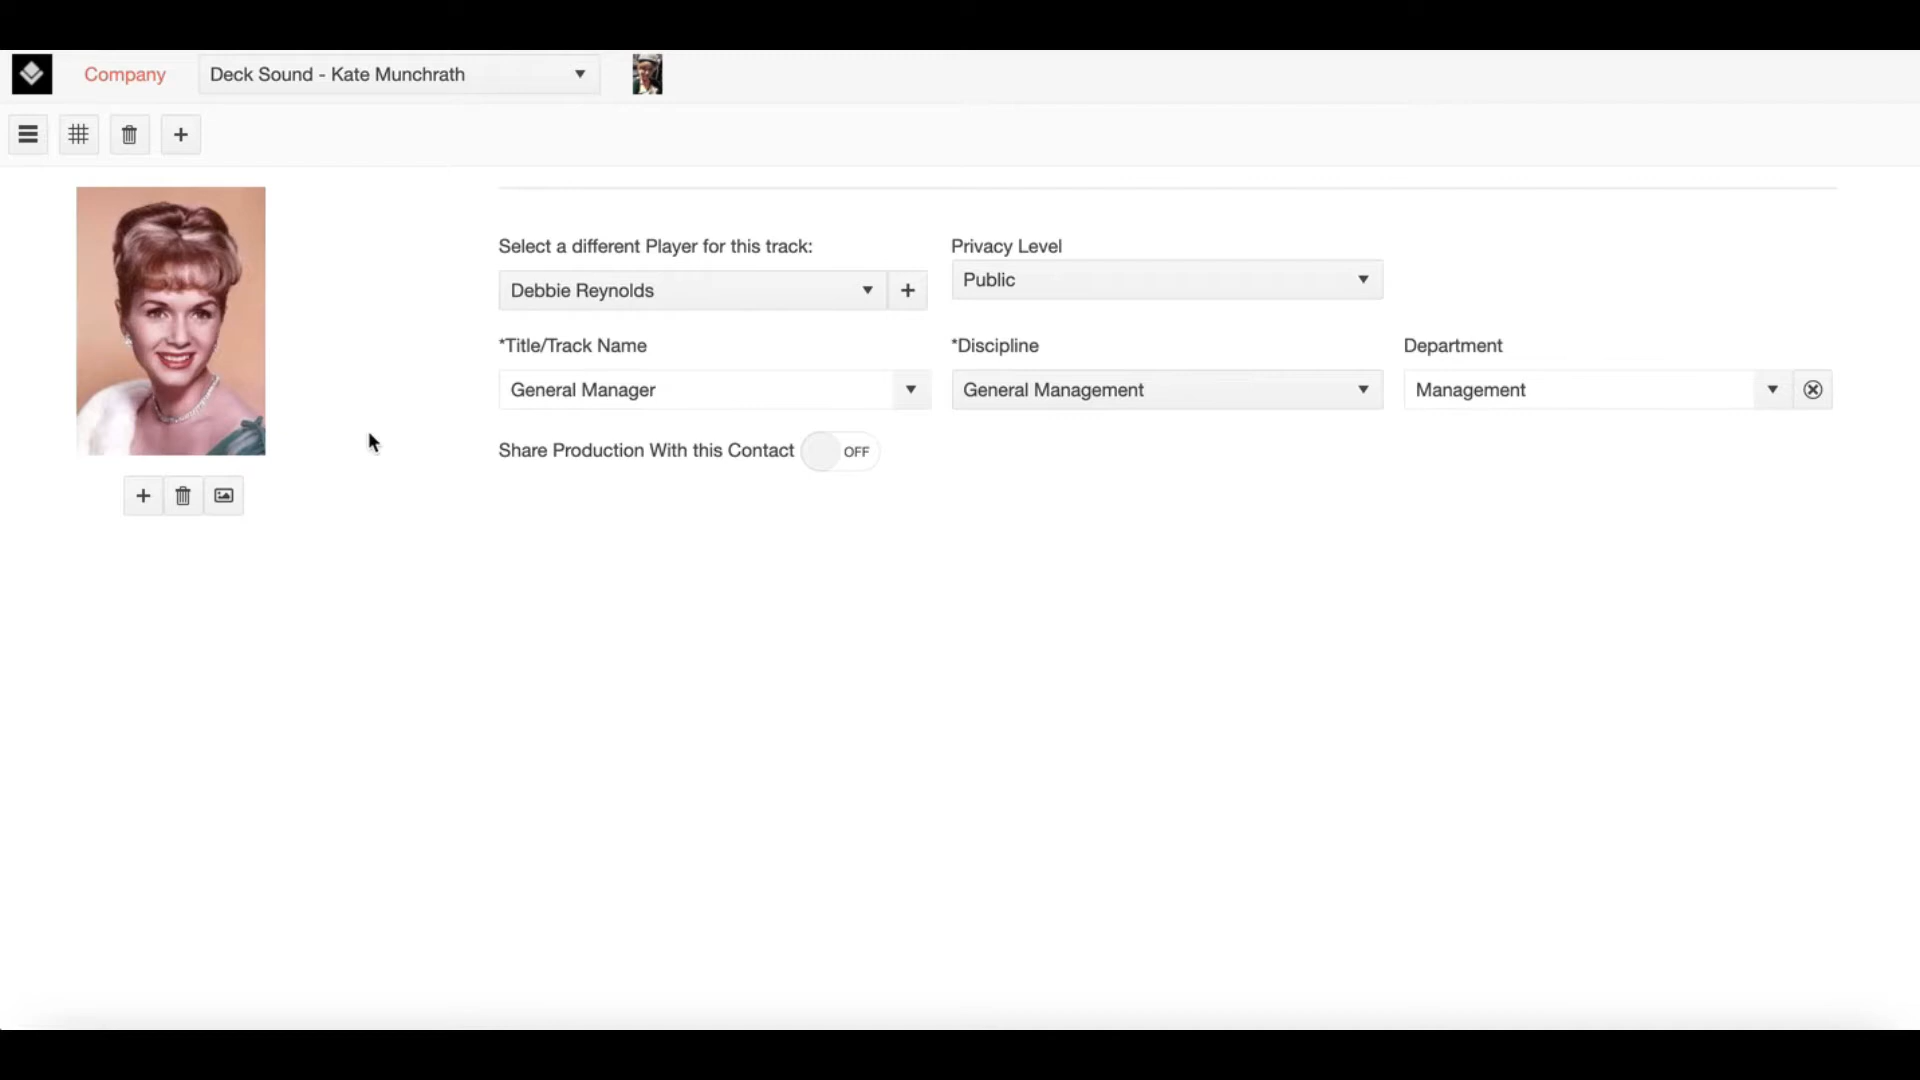 Company
Deck Sound - Kate Munchrath
Select a different Player for this track:
Privacy Level
Debbie Reynolds
Public
*Title/Track Name
*Discipline
Department
General Manager
General Management
Management
Share Production With this Contact
OFF